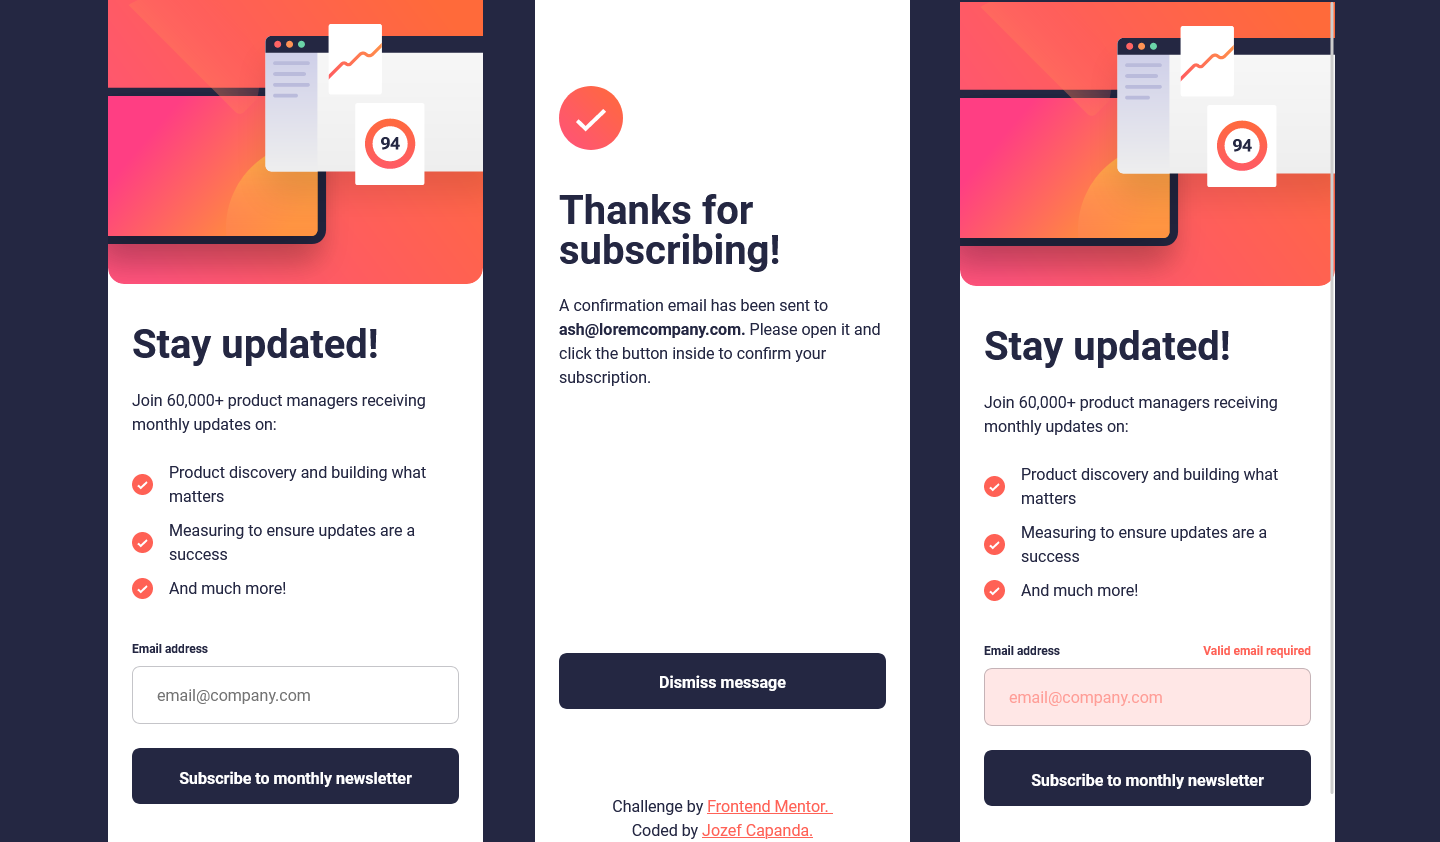 94
Stay updated!
Join 60,000+ product managers receiving
monthly updates on:
Product discovery and building what
matters
Measuring to ensure updates are a
success
And much more!
Email address
email@company.com
Subscribe to monthly newsletter
Thanks for
subscribing!
A confirmation email has been sent to
ash@loremcompany.com. Please open it and
click the button inside to confirm your
subscription.
Dismiss message
Challenge by Frontend Mentor.
Coded by Jozef Capanda.
94
Stay updated!
Join 60,000+ product managers receiving
monthly updates on:
Product discovery and building what
matters
Measuring to ensure updates are a
success
And much more!
Email address Valid email required
email@company.com
Subscribe to monthly newsletter